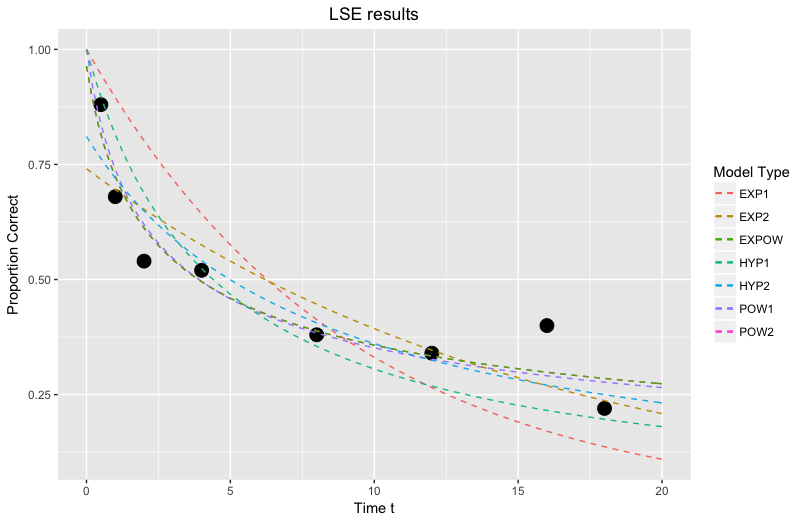 LSE results
1.00
0.75
0.50
0.25
Proportion Correct
0
5
10
15
20
Time t
Model Type
EXP1
EXP2
EXPOW
HYP1
HYP2
POW1
POW2